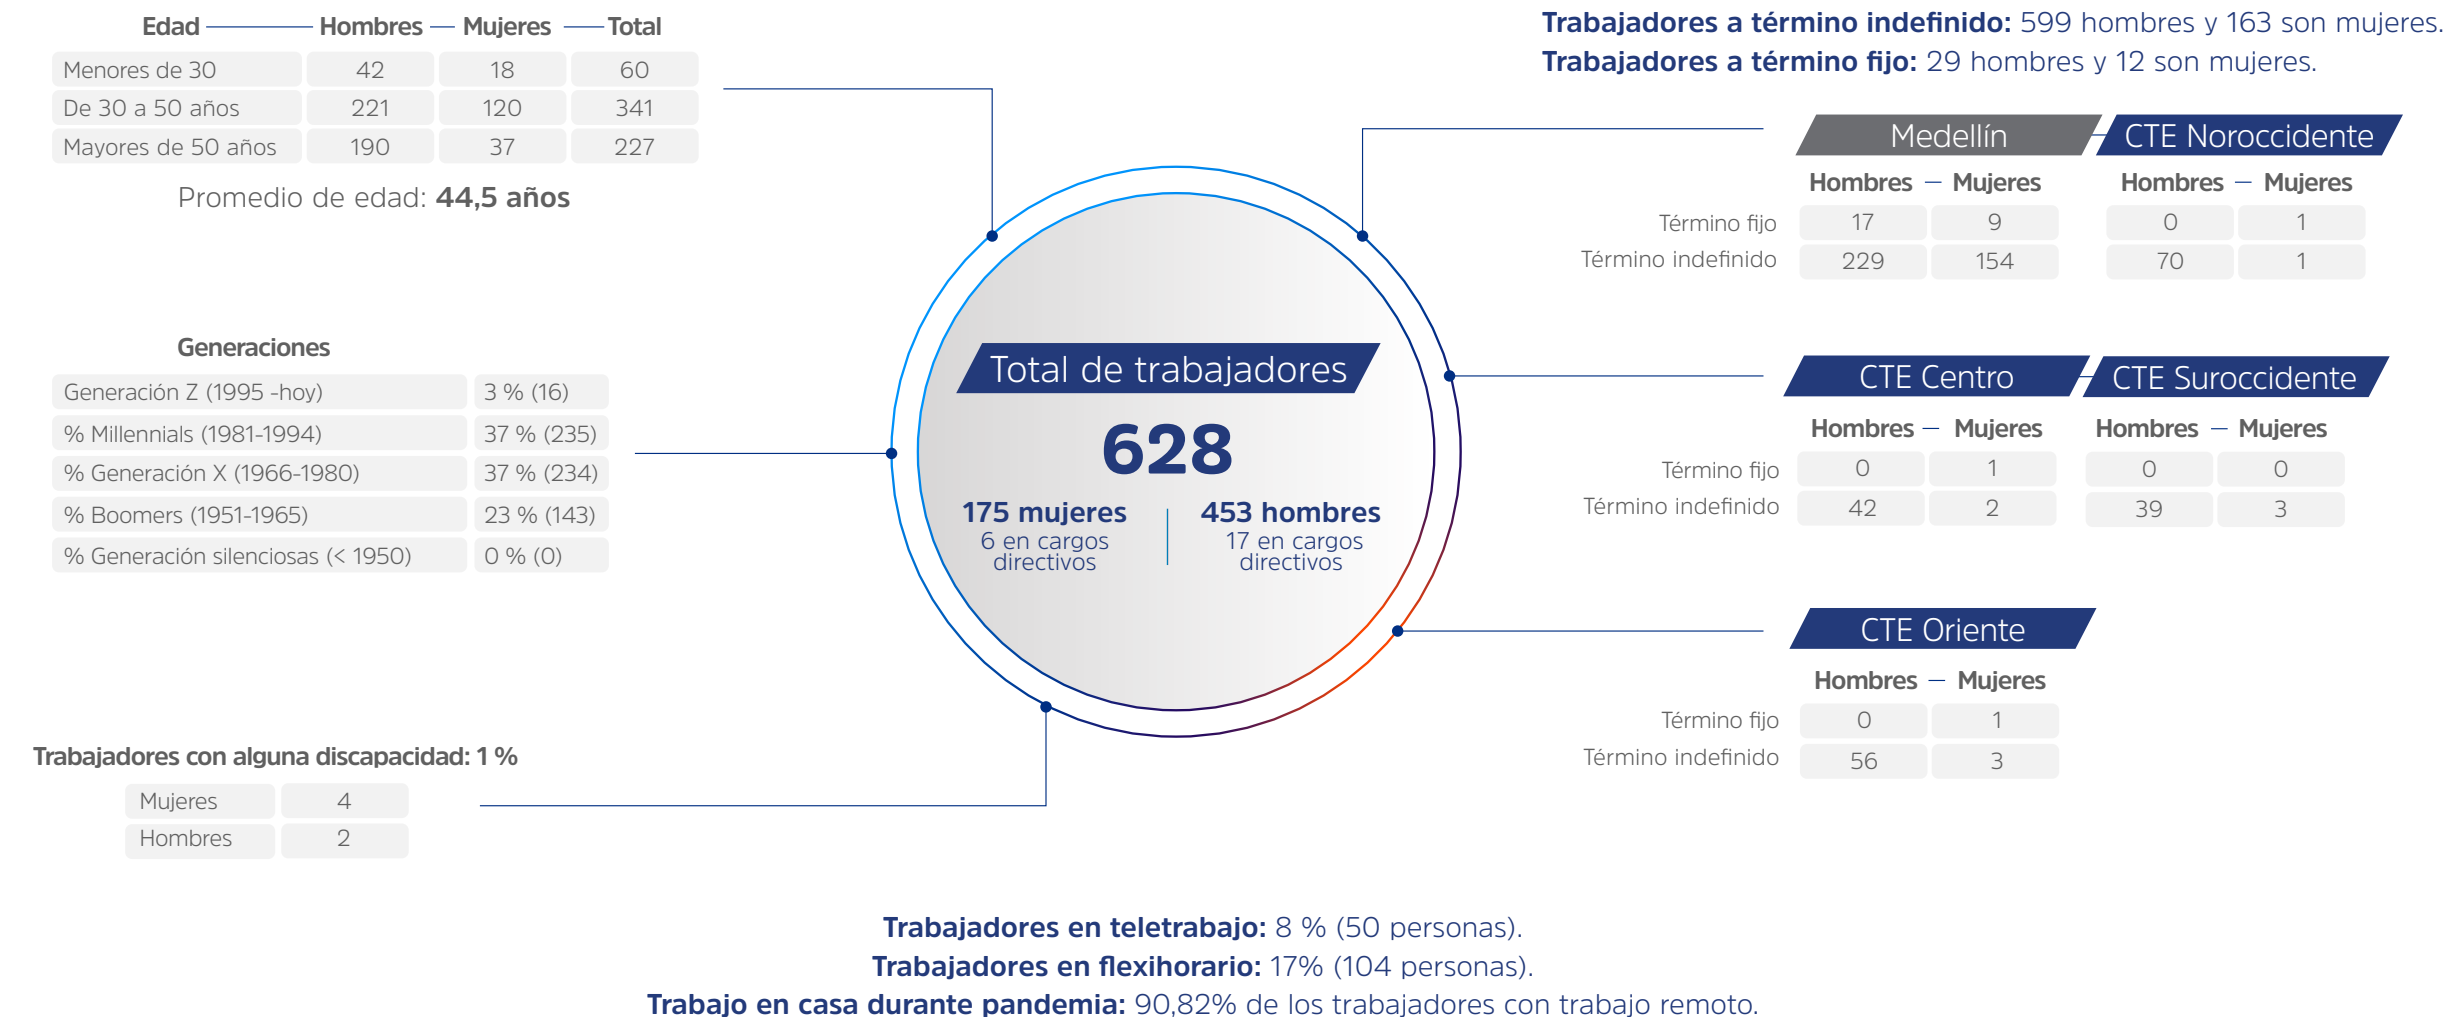 Edad Hombres Mujeres Total
Menores de 30 42 18 60
De 30 a 50 años 221 120 341
Mayores de 50 años 190 37 227
Promedio de edad: 44,5 años
Generaciones
Generación Z (1995 -hoy) 3 % (16)
% Millennials (1981-1994) 37 % (235)
% Generación X (1966-1980) 37 % (234)
% Boomers (1951-1965) 23 % (143)
% Generación silenciosas (< 1950) 0 % (0)
Trabajadores con alguna discapacidad: 1 %
Mujeres 4
Hombres 2
Total de trabajadores
628
175 mujeres
6 en cargos
directivos
453 hombres
17 en cargos
directivos
Trabajadores a término indefinido: 599 hombres y 163 son mujeres.
Trabajadores a término fijo: 29 hombres y 12 son mujeres.
Medellín CTE Noroccidente
Hombres – Mujeres Hombres – Mujeres
Término fijo 17 9 0 1
Término indefinido 229 154 70 1
CTE Centro CTE Suroccidente
Hombres – Mujeres Hombres – Mujeres
Término fijo 0 1 0 0
Término indefinido 42 2 39 3
CTE Oriente
Hombres – Mujeres
Término fijo 0 1
Término indefinido 56 3
Trabajadores en teletrabajo: 8 % (50 personas).
Trabajadores en flexihorario: 17% (104 personas).
Trabajo en casa durante pandemia: 90,82% de los trabajadores con trabajo remoto.